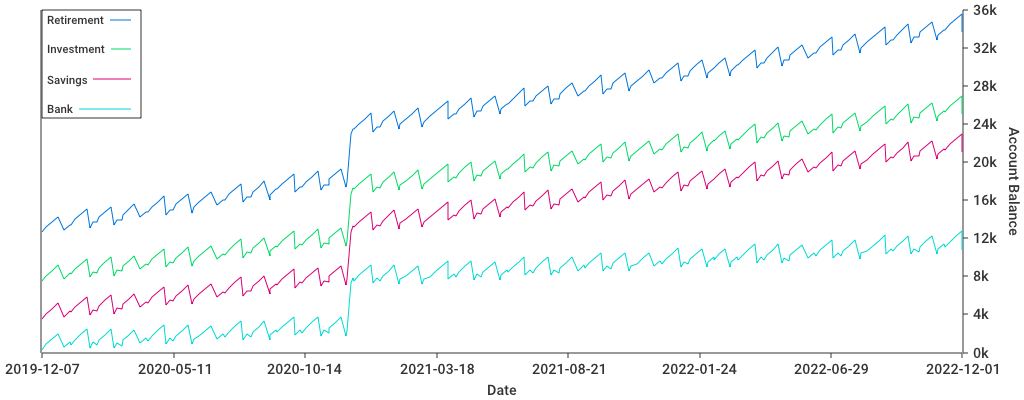 Retirement
Investment
Savings
Bank
36k
32k
28k
24k
20k
16k
12k
8k
4k
0k
Account Balance
2019-12-07 2020-05-11 2020-10-14 2021-03-18 2021-08-21 2022-01-24 2022-06-29 2022-12-01
Date